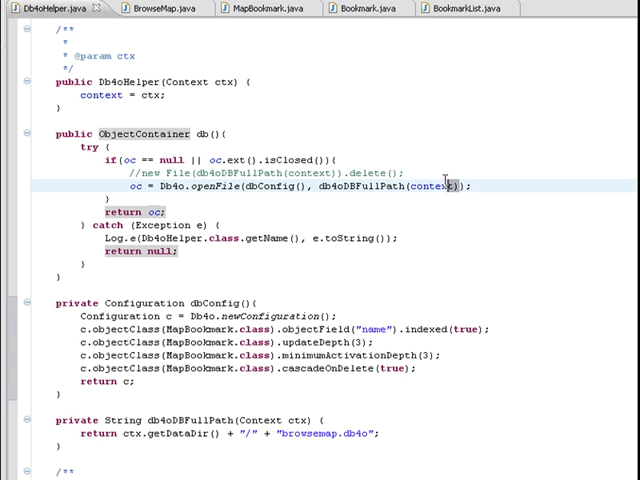 Db4oHelper.java BrowseMap.java MapBookmark.java Bookmark.java BookmarkList.java
/**
*
* @param ctx
*/
public Db4oHelper(Context ctx) {
context = ctx;
}
public ObjectContainer db(){
try {
if(oc == null || oc.ext().isClosed()){
//new File(db4oDBFullPath(context)).delete();
oc = Db4o.openFile(dbConfig(), db4oDBFullPath(context));
}
return oc;
} catch (Exception e) {
Log.e(Db4oHelper.class.getName(), e.toString());
return null;
}
}
private Configuration dbConfig(){
Configuration c = Db4o.newConfiguration();
c.objectClass(MapBookmark.class).objectField("name").indexed(true);
c.objectClass(MapBookmark.class).updateDepth(3);
c.objectClass(MapBookmark.class).minimumActivationDepth(3);
c.objectClass(MapBookmark.class).cascadeOnDelete(true);
return c;
}
private String db4oDBFullPath(Context ctx) {
return ctx.getDataDir() + "/" + "browsemap.db4o";
}
/**